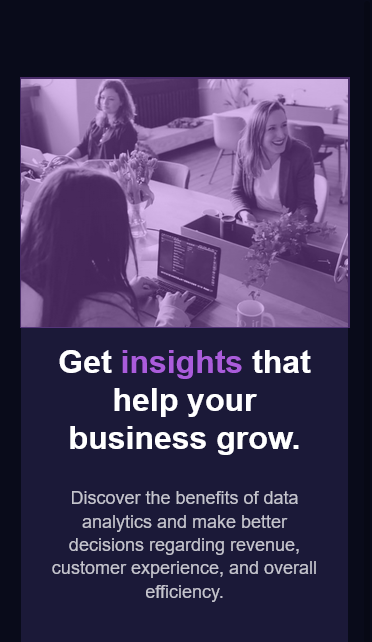 Get insights that
help your
business grow.
Discover the benefits of data
analytics and make better
decisions regarding revenue,
customer experience, and overall
efficiency.